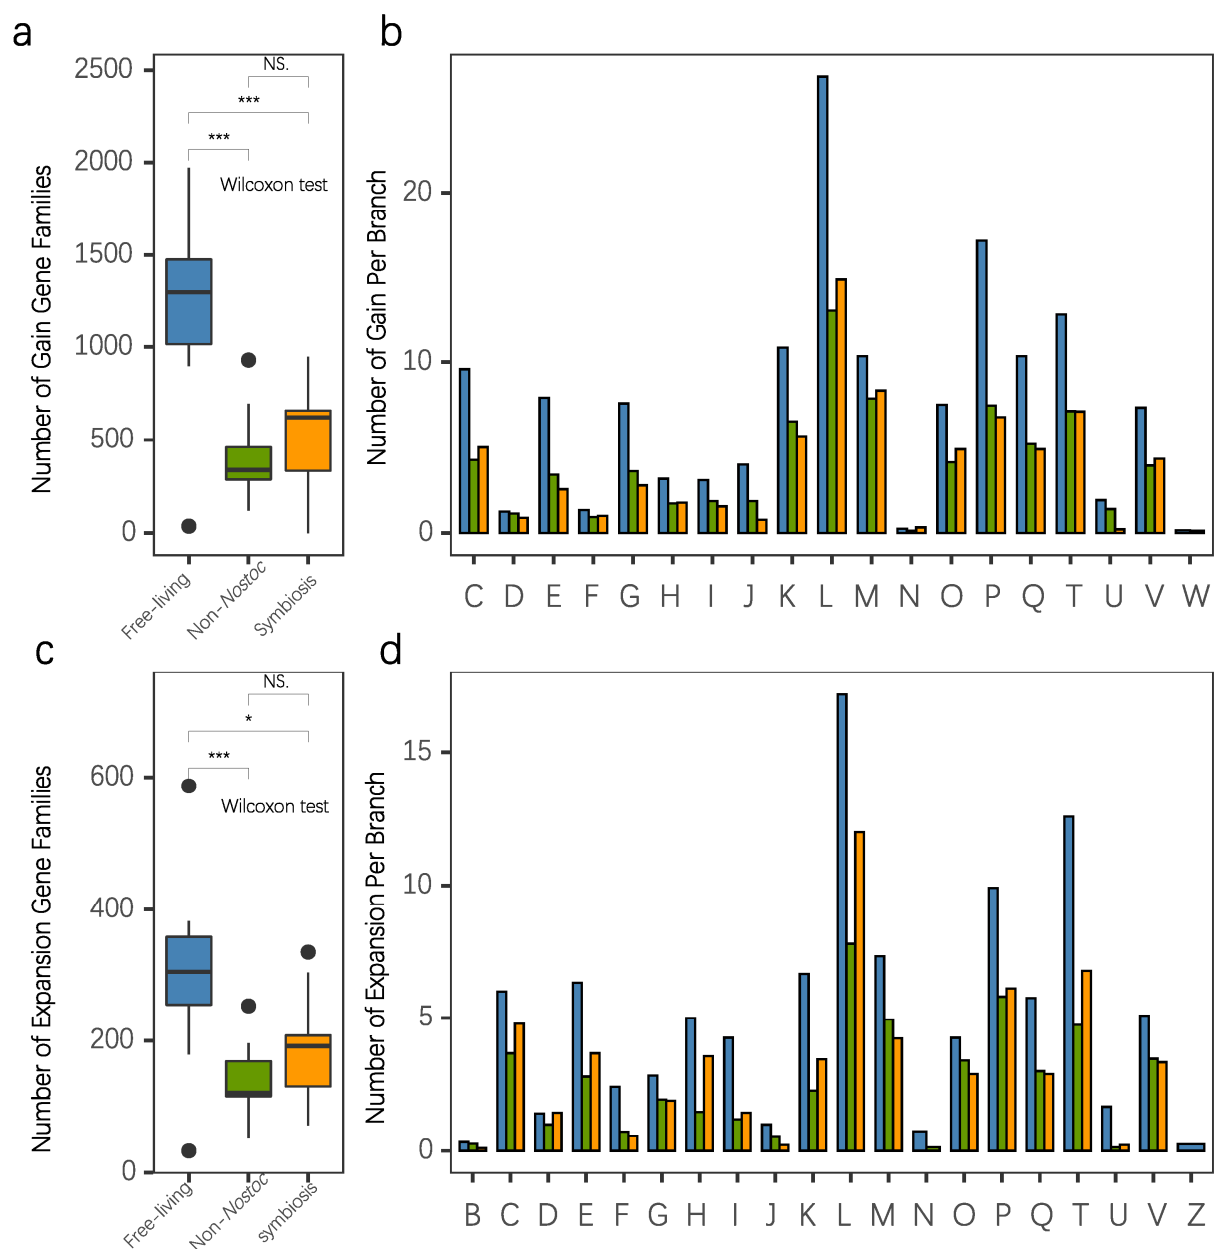 a
Number of Gain Gene Families
2500
2000
1500
1000
500
0
NS.
***
***
Wilcoxon test
Free-living
Non-Nostoc
Symbiosis
b
Number of Gain Per Branch
20
10
0
C D E F G H I J K L M N O P Q T U V W
c
Number of Expansion Gene Families
600
400
200
0
NS.
*
***
Wilcoxon test
Free-living
Non-Nostoc
symbiosis
d
Number of Expansion Per Branch
15
10
5
0
B C D E F G H I J K L M N O P Q T U V Z